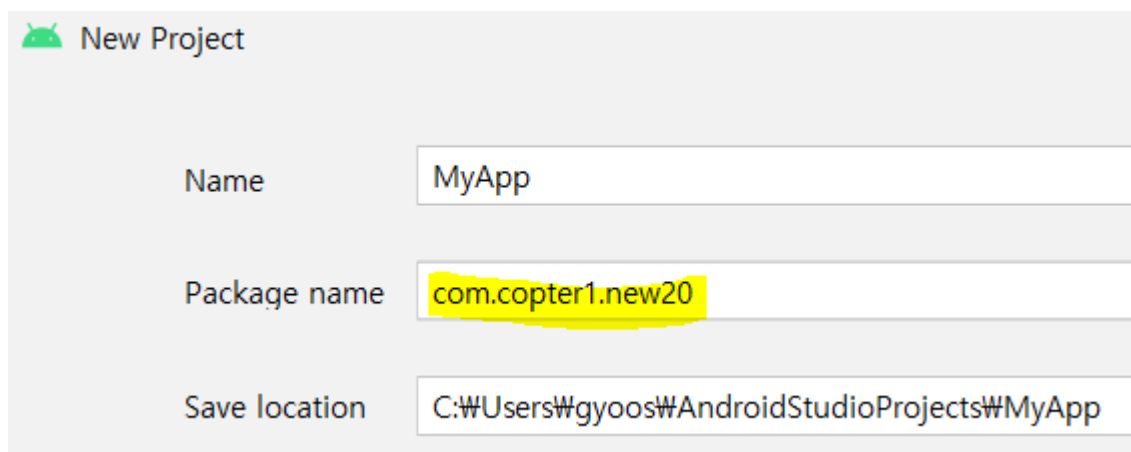 New Project
Name MyApp
Package name com.copter1.new20
Save location C:₩Users₩gyoos₩AndroidStudioProjects₩MyApp